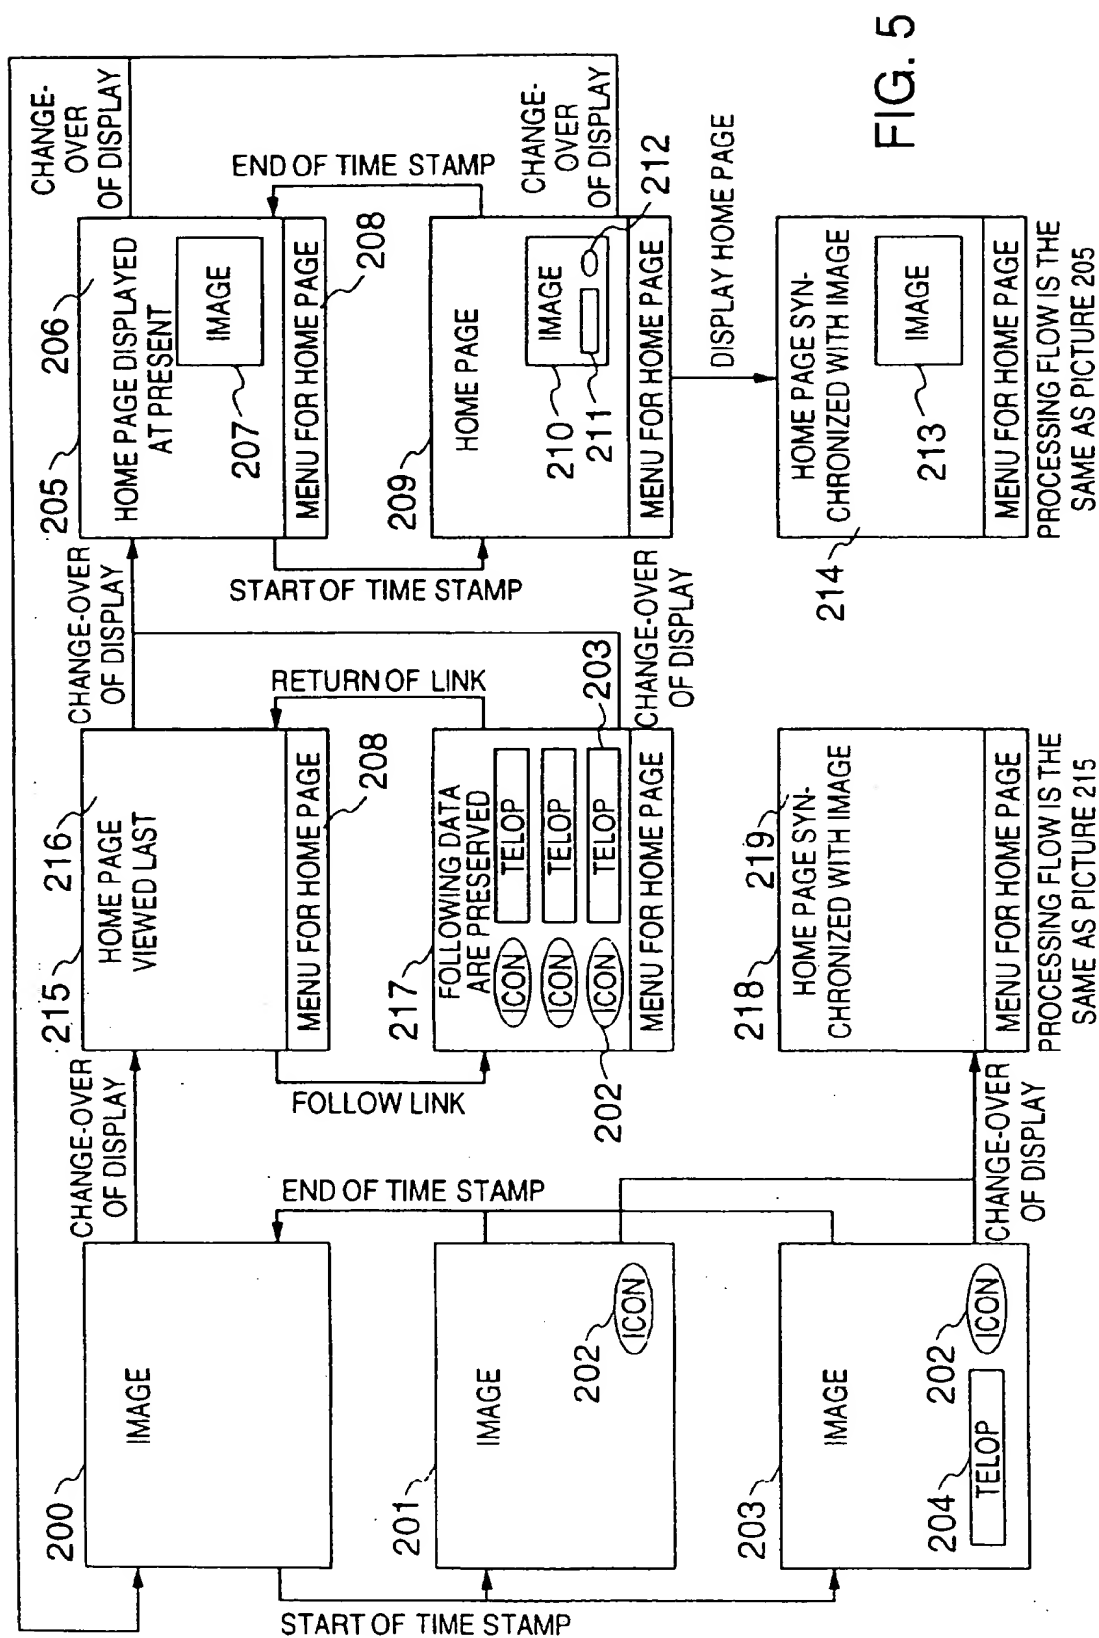 FIG. 5
200
IMAGE
START OF TIME STAMP
201
IMAGE
202
ICON
203
IMAGE
204
TELOP
202
ICON
END OF TIME STAMP
CHANGE-OVER
OF DISPLAY
CHANGE-OVER
OF DISPLAY
215
216
HOME PAGE
VIEWED LAST
MENU FOR HOME PAGE
208
FOLLOW LINK
RETURN OF LINK
217
FOLLOWING DATA
ARE PRESERVED
ICON
TELOP
ICON
TELOP
ICON
TELOP
202
203
MENU FOR HOME PAGE
218
219
HOME PAGE SYN-
CHRONIZED WITH IMAGE
MENU FOR HOME PAGE
PROCESSING FLOW IS THE
SAME AS PICTURE 215
CHANGE-OVER
OF DISPLAY
CHANGE-OVER
OF DISPLAY
205
206
HOME PAGE DISPLAYED
AT PRESENT
IMAGE
207
MENU FOR HOME PAGE
208
START OF TIME STAMP
END OF TIME STAMP
CHANGE-
OVER
OF DISPLAY
209
HOME PAGE
IMAGE
210
211
212
MENU FOR HOME PAGE
CHANGE-
OVER
OF DISPLAY
DISPLAY HOME PAGE
HOME PAGE SYN-
CHRONIZED WITH IMAGE
IMAGE
213
214
MENU FOR HOME PAGE
PROCESSING FLOW IS THE
SAME AS PICTURE 205